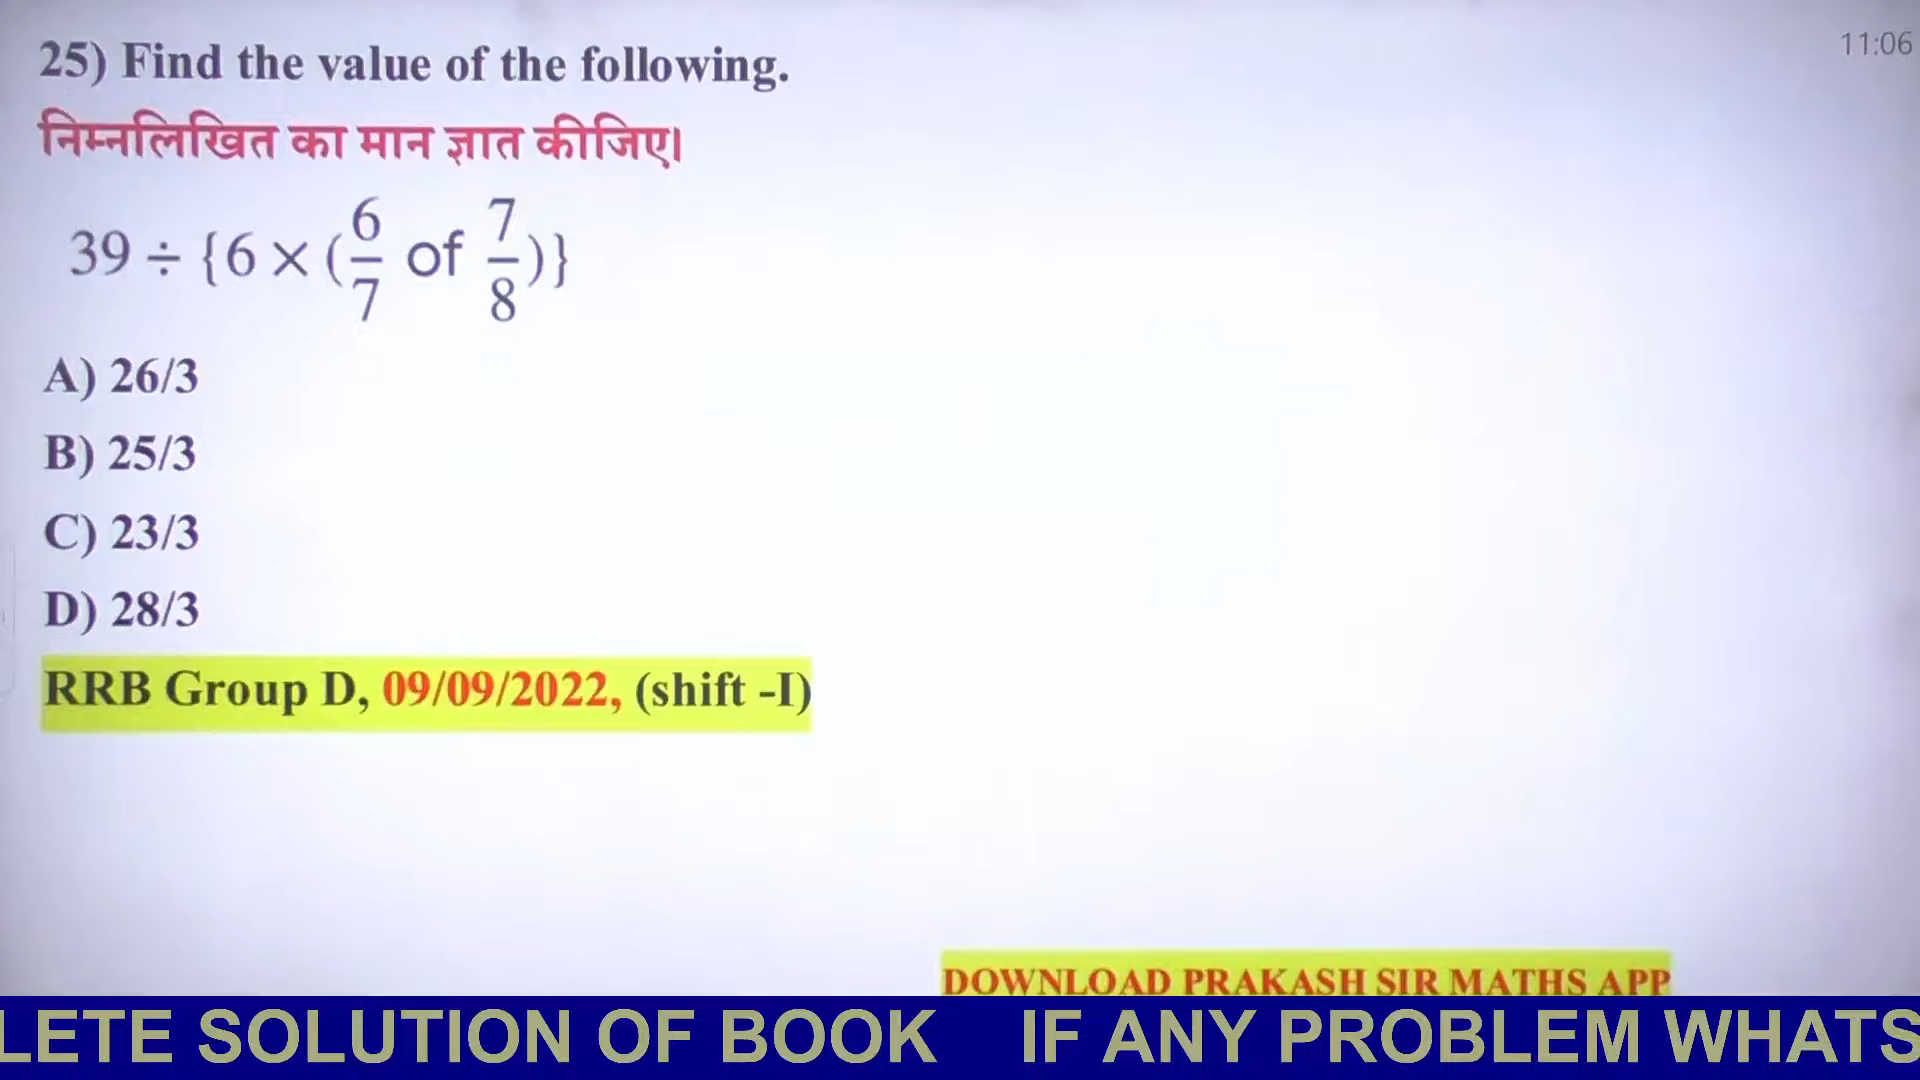 25) Find the value of the following.
11:06
निम्नलिखित का मान ज्ञात कीजिए।
39 ÷ {6 × (6/7 of 7/8)}
A) 26/3
B) 25/3
C) 23/3
D) 28/3
RRB Group D, 09/09/2022, (shift -I)
DOWNLOAD PRAKASH SIR MATHS APP
LETE SOLUTION OF BOOK IF ANY PROBLEM WHATS